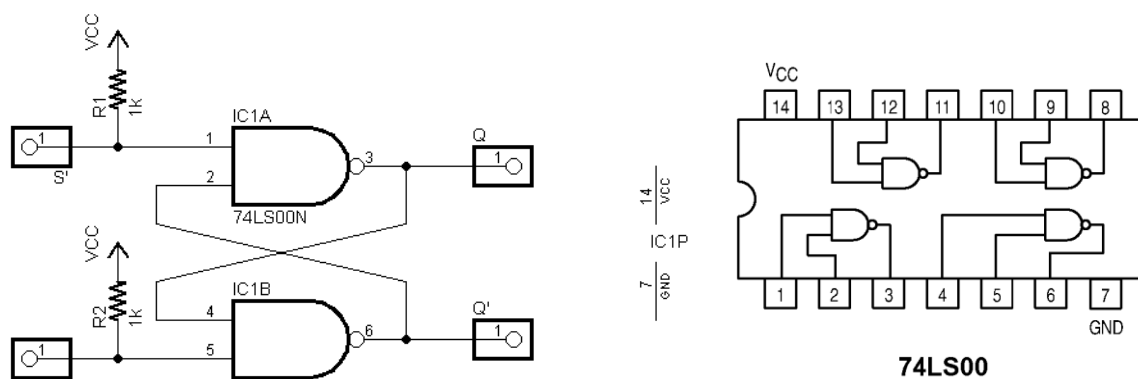 VCC
R1
1k
1
S'
IC1A
1
2
3
74LS00N
Q
1
VCC
R2
1k
1
IC1B
4
5
6
Q'
1
14
VCC
IC1P
7
GND
VCC
14 13 12 11 10 9 8
1 2 3 4 5 6 7
GND
74LS00